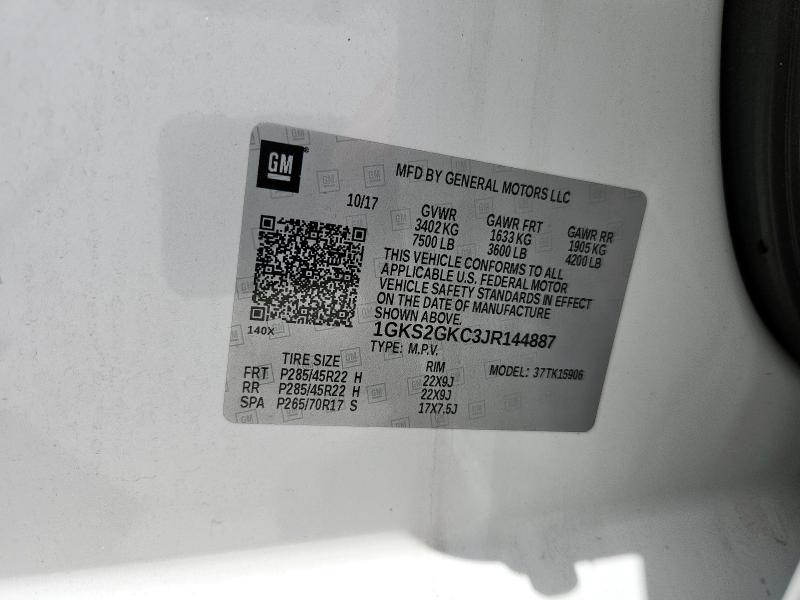 GM
MFD BY GENERAL MOTORS LLC
10/17
GVWR GAWR FRT GAWR RR
3402 KG 1633 KG 1905 KG
7500 LB 3600 LB 4200 LB
THIS VEHICLE CONFORMS TO ALL
APPLICABLE U.S. FEDERAL MOTOR
VEHICLE SAFETY STANDARDS IN EFFECT
ON THE DATE OF MANUFACTURE
SHOWN ABOVE.
140X
1GKS2GKC3JR144887
TYPE: M.P.V.
TIRE SIZE RIM MODEL: 37TK15906
FRT P285/45R22 H 22X9J
RR P285/45R22 H 22X9J
SPA P265/70R17 S 17X7.5J